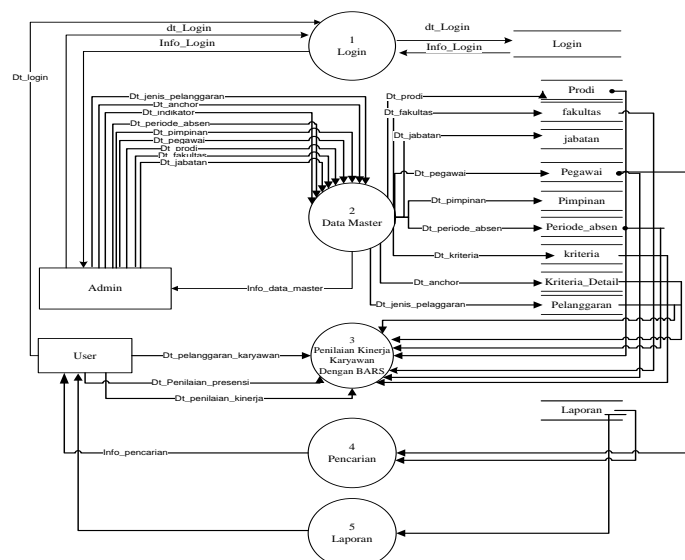 1
Login
dt_Login
Info_Login
Dt_login
dt_Login
Info_Login
Login
Dt_jenis_pelanggaran
Dt_anchor
Dt_indikator
Dt_periode_absen
Dt_pimpinan
Dt_pegawai
Dt_prodi
Dt_fakultas
Dt_jabatan
2
Data Master
Dt_prodi
Dt_fakultas
Dt_jabatan
Dt_pegawai
Dt_pimpinan
Dt_periode_absen
Dt_kriteria
Dt_anchor
Dt_jenis_pelaggaran
Prodi
fakultas
jabatan
Pegawai
Pimpinan
Periode_absen
kriteria
Kriteria_Detail
Pelanggaran
Admin
Info_data_master
User
Dt_pelanggaran_karyawan
Dt_Penilaian_presensi
Dt_penilaian_kinerja
3
Penilaian Kinerja
Karyawan
Dengan BARS
Laporan
Info_pencarian
4
Pencarian
5
Laporan